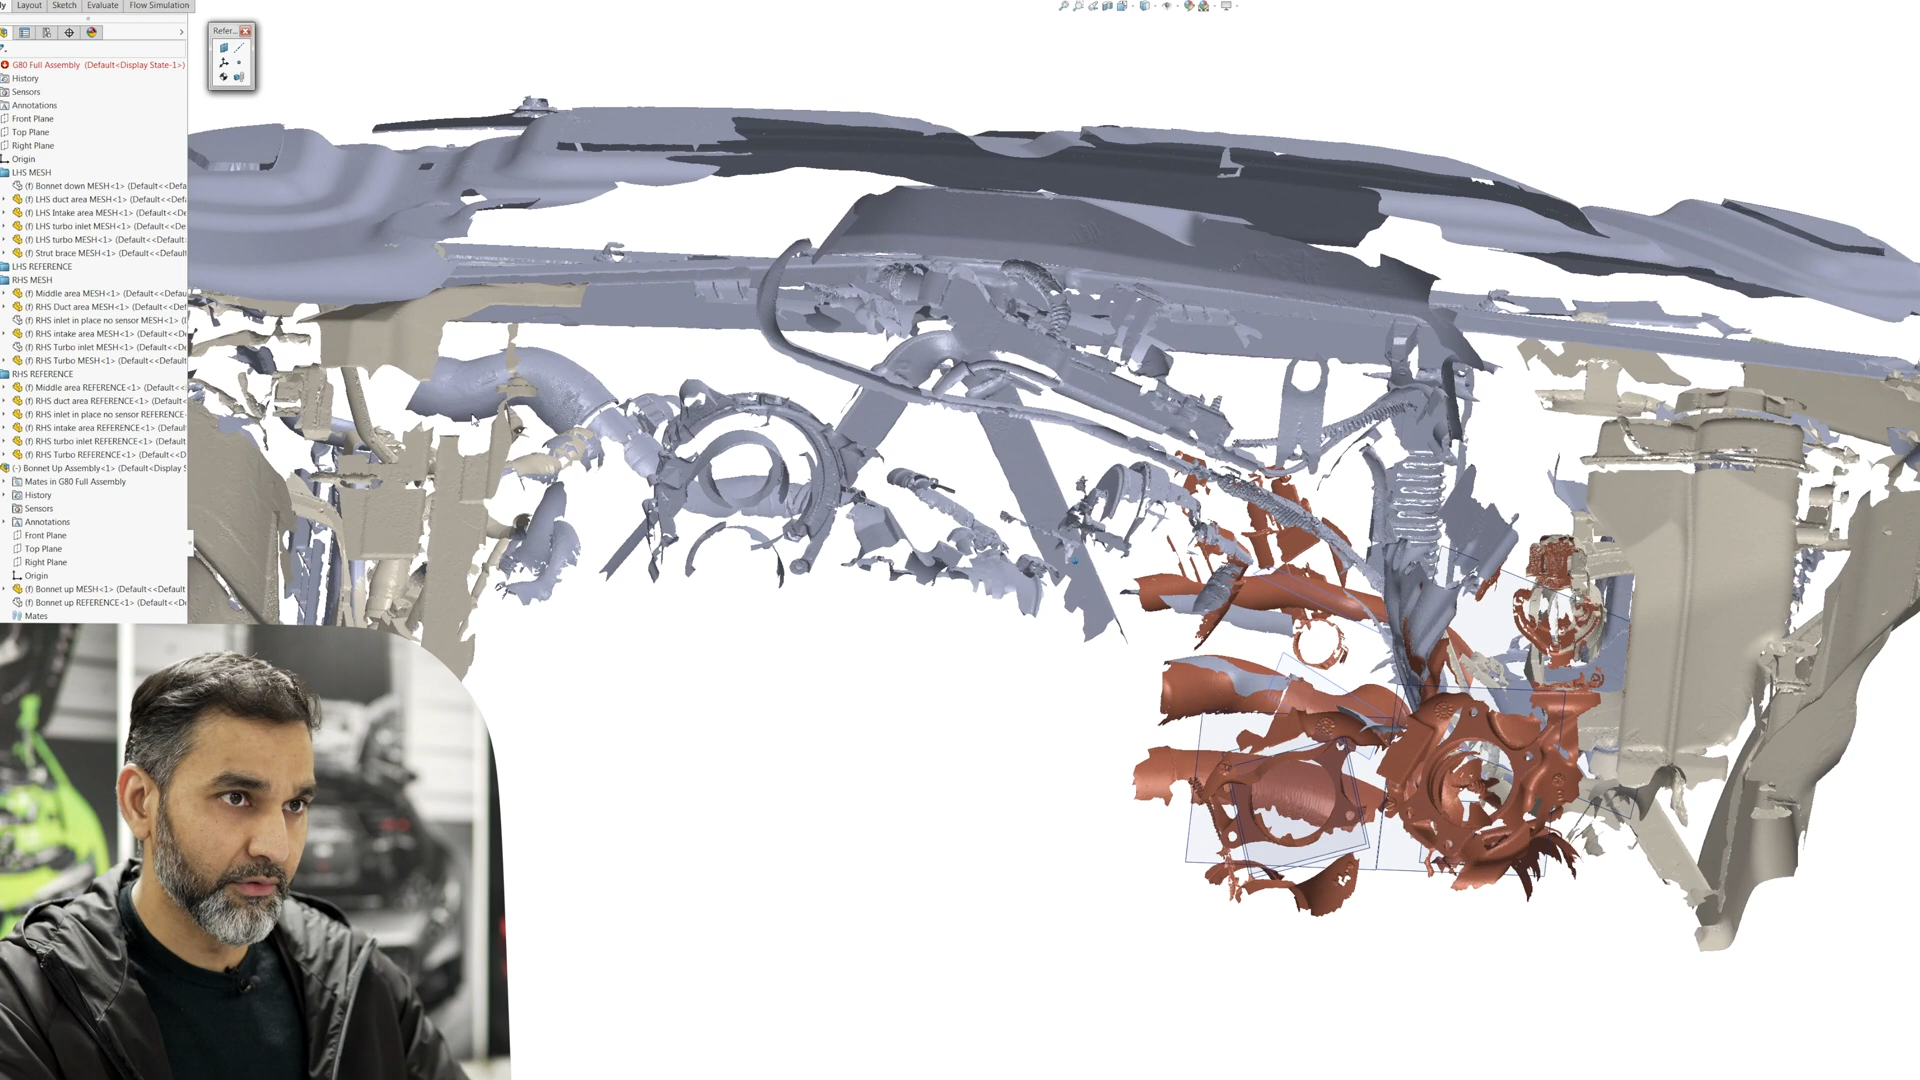 ly Layout Sketch Evaluate Flow Simulation
Refer...
G80 Full Assembly (Default<Display State-1>)
History
Sensors
Annotations
Front Plane
Top Plane
Right Plane
Origin
LHS MESH
(f) Bonnet down MESH<1> (Default<<Defa
(f) LHS duct area MESH<1> (Default<<Def
(f) LHS Intake area MESH<1> (Default<<De
(f) LHS turbo inlet MESH<1> (Default<<De
(f) LHS turbo MESH<1> (Default<<Default
(f) Strut brace MESH<1> (Default<<Default
LHS REFERENCE
RHS MESH
(f) Middle area MESH<1> (Default<<Defau
(f) RHS Duct area MESH<1> (Default<<Def
(f) RHS inlet in place no sensor MESH<1> (
(f) RHS intake area MESH<1> (Default<<De
(f) RHS Turbo inlet MESH<1> (Default<<De
(f) RHS Turbo MESH<1> (Default<<Default
RHS REFERENCE
(f) Middle area REFERENCE<1> (Default<<
(f) RHS duct area REFERENCE<1> (Default<
(f) RHS inlet in place no sensor REFERENCE
(f) RHS intake area REFERENCE<1> (Default
(f) RHS turbo inlet REFERENCE<1> (Default
(f) RHS Turbo REFERENCE<1> (Default<<D
(-) Bonnet Up Assembly<1> (Default<Display S
Mates in G80 Full Assembly
History
Sensors
Annotations
Front Plane
Top Plane
Right Plane
Origin
(f) Bonnet up MESH<1> (Default<<Default
(f) Bonnet up REFERENCE<1> (Default<<De
Mates